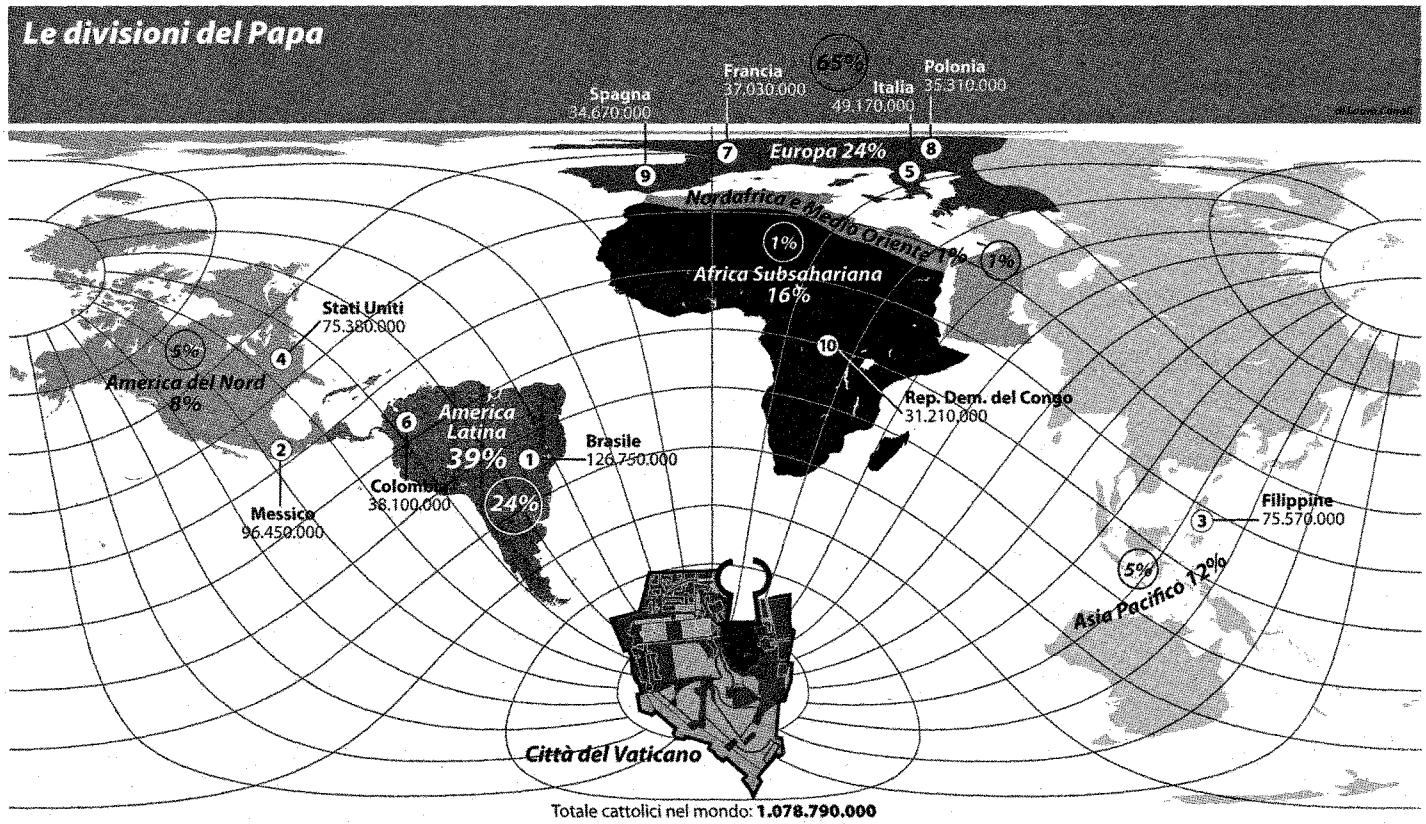 Le divisioni del Papa
65%
Spagna
34.670.000
Francia
37.030.000
Italia
49.170.000
Polonia
35.310.000
di Laura Canali
9
7
Europa 24%
8
5
Nordafrica e Medio Oriente 1%
1%
1%
Africa Subsahariana
16%
10
Rep. Dem. del Congo
31.210.000
Stati Uniti
75.380.000
4
5%
America del Nord
8%
2
Messico
96.450.000
6
America
Latina
39%
1
Brasile
126.750.000
Colombia
38.100.000
24%
3
Filippine
75.570.000
5%
Asia Pacifico 12%
Città del Vaticano
Totale cattolici nel mondo: 1.078.790.000